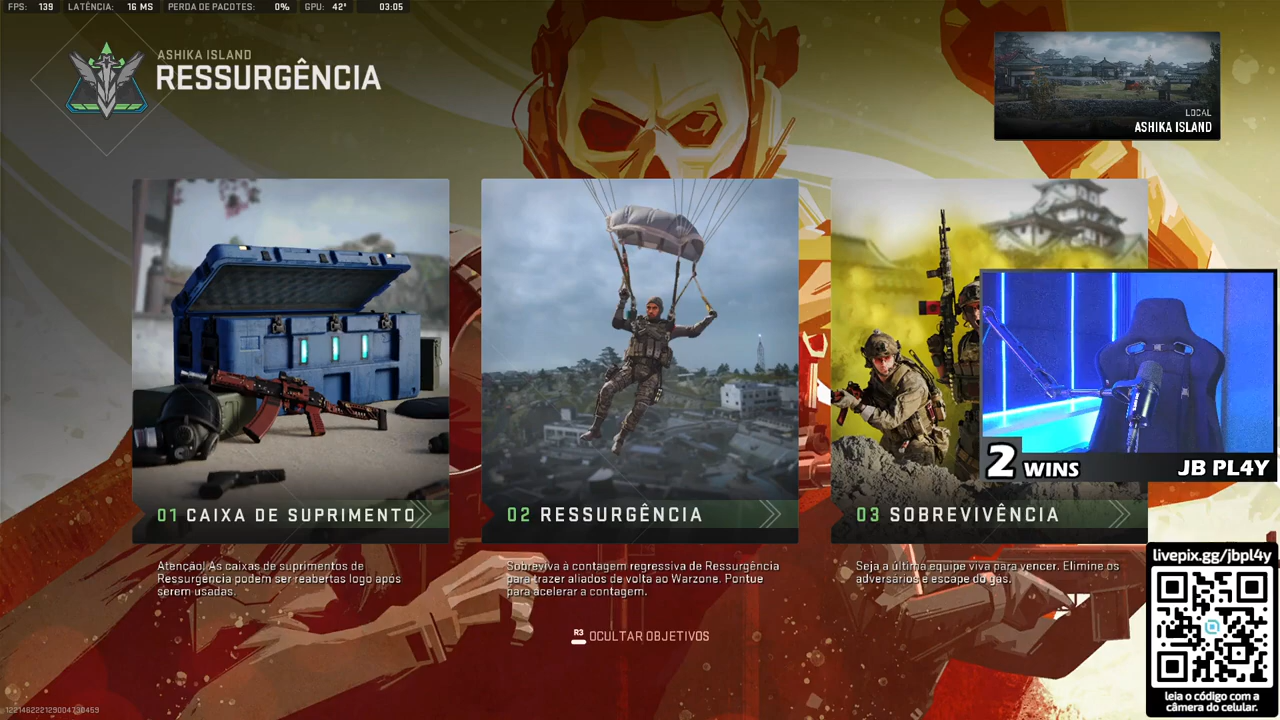 FPS: 139 LATÊNCIA: 16 MS PERDA DE PACOTES: 0% GPU: 42° 03:05
ASHIKA ISLAND
RESSURGÊNCIA
LOCAL
ASHIKA ISLAND
01 CAIXA DE SUPRIMENTO
Atenção! As caixas de suprimentos de
Ressurgência podem ser reabertas logo após
serem usadas.
02 RESSURGÊNCIA
Sobreviva à contagem regressiva de Ressurgência
para trazer aliados de volta ao Warzone. Pontue
para acelerar a contagem.
03 SOBREVIVÊNCIA
Seja a última equipe viva para vencer. Elimine os
adversários e escape do gás.
2 WINS
JB PL4Y
livepix.gg/jbpl4y
leia o código com a
câmera do celular.
R3 OCULTAR OBJETIVOS